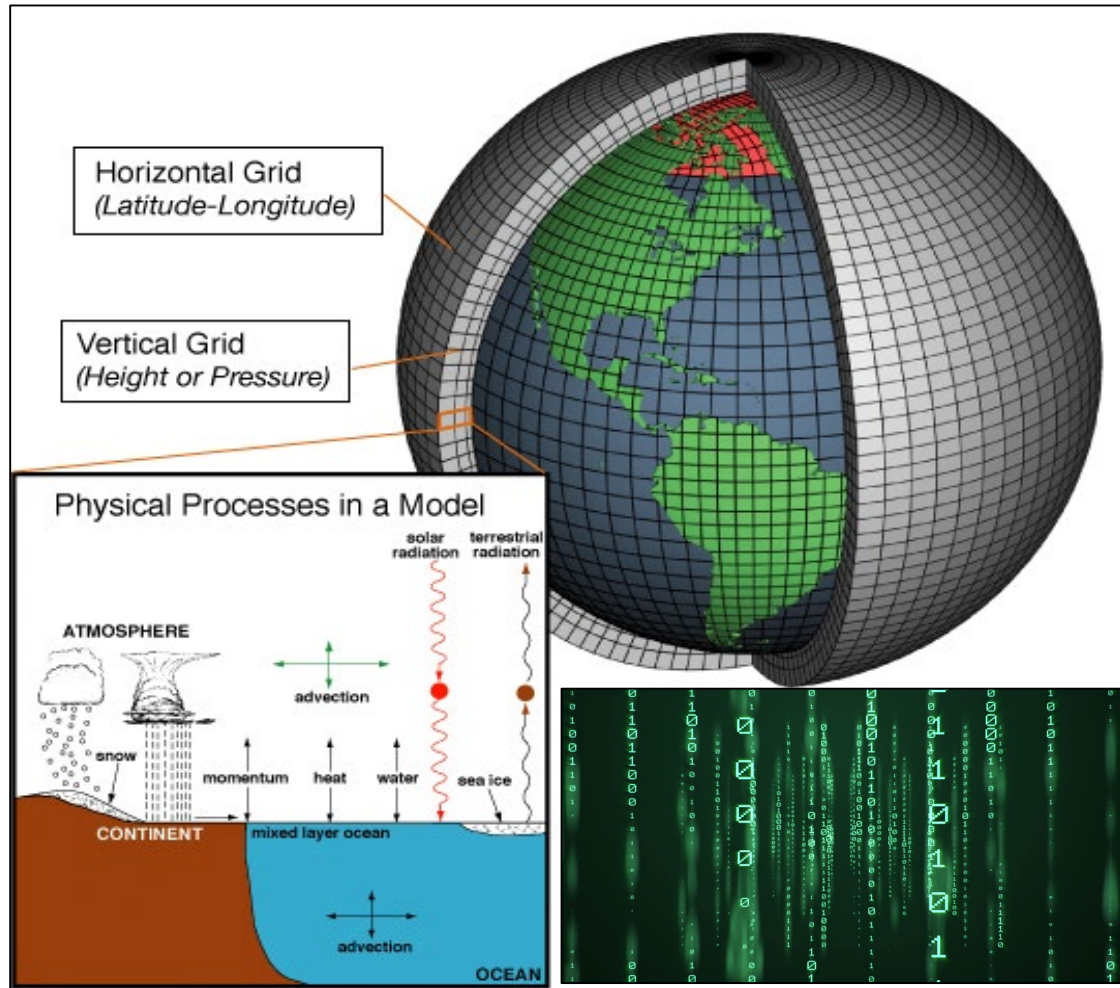 Horizontal Grid
(Latitude-Longitude)
Vertical Grid
(Height or Pressure)
Physical Processes in a Model
solar
radiation
terrestrial
radiation
ATMOSPHERE
advection
snow
momentum
heat
water
sea ice
CONTINENT
mixed layer ocean
advection
OCEAN